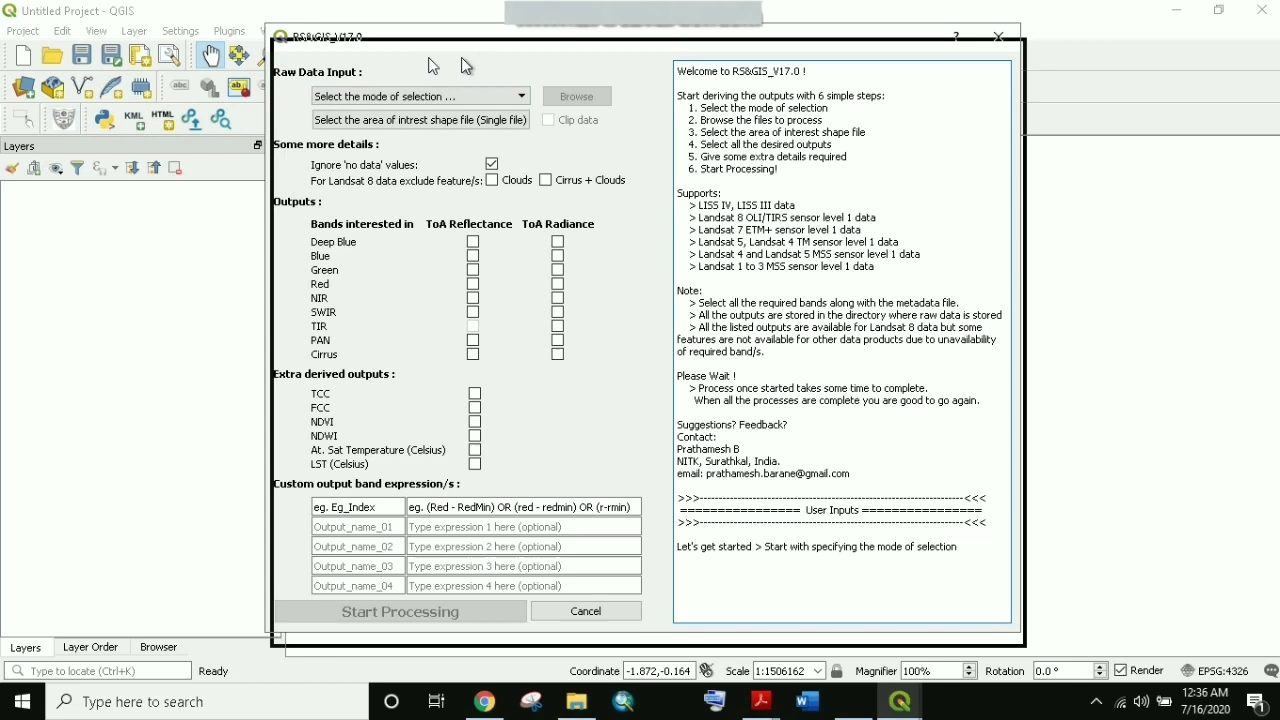 Untitled Project - QGIS
Project Edit View Layer Settings
RS&GIS_V17.0
?
abc
ab
KML
HTML
Layers
Raw Data Input :
Select the mode of selection ...
Browse
Select the area of intrest shape file (Single file)
Clip data
Some more details :
Ignore 'no data' values:
For Landsat 8 data exclude feature/s:
Clouds
Cirrus + Clouds
Outputs :
Bands interested in ToA Reflectance ToA Radiance
Deep Blue
Blue
Green
Red
NIR
SWIR
TIR
PAN
Cirrus
Extra derived outputs :
TCC
FCC
NDVI
NDWI
At. Sat Temperature (Celsius)
LST (Celsius)
Custom output band expression/s :
eg. Eg_Index eg. (Red - RedMin) OR (red - redmin) OR (r-rmin)
Output_name_01 Type expression 1 here (optional)
Output_name_02 Type expression 2 here (optional)
Output_name_03 Type expression 3 here (optional)
Output_name_04 Type expression 4 here (optional)
Start Processing
Cancel
Welcome to RS&GIS_V17.0 !
Start deriving the outputs with 6 simple steps:
1. Select the mode of selection
2. Browse the files to process
3. Select the area of interest shape file
4. Select all the desired outputs
5. Give some extra details required
6. Start Processing!
Supports:
> LISS IV, LISS III data
> Landsat 8 OLI/TIRS sensor level 1 data
> Landsat 7 ETM+ sensor level 1 data
> Landsat 5, Landsat 4 TM sensor level 1 data
> Landsat 4 and Landsat 5 MSS sensor level 1 data
> Landsat 1 to 3 MSS sensor level 1 data
Note:
> Select all the required bands along with the metadata file.
> All the outputs are stored in the directory where raw data is stored
> All the listed outputs are available for Landsat 8 data but some
features are not available for other data products due to unavailability
of required band/s.
Please Wait !
> Process once started takes some time to complete.
When all the processes are complete you are good to go again.
Suggestions? Feedback?
Contact:
Prathamesh B
NITK, Surathkal, India.
email: prathamesh.barane@gmail.com
>>>------------------------------------------------------------------<<<
================ User Inputs ================
>>>------------------------------------------------------------------<<<
Let's get started > Start with specifying the mode of selection
Layers Layer Order Browser
Type to locate (Ctrl+K)
Ready
Coordinate -1.872,-0.164
Scale 1:1506162
Magnifier 100%
Rotation 0.0 °
Render
EPSG:4326
Type here to search
12:36 AM
7/16/2020
1